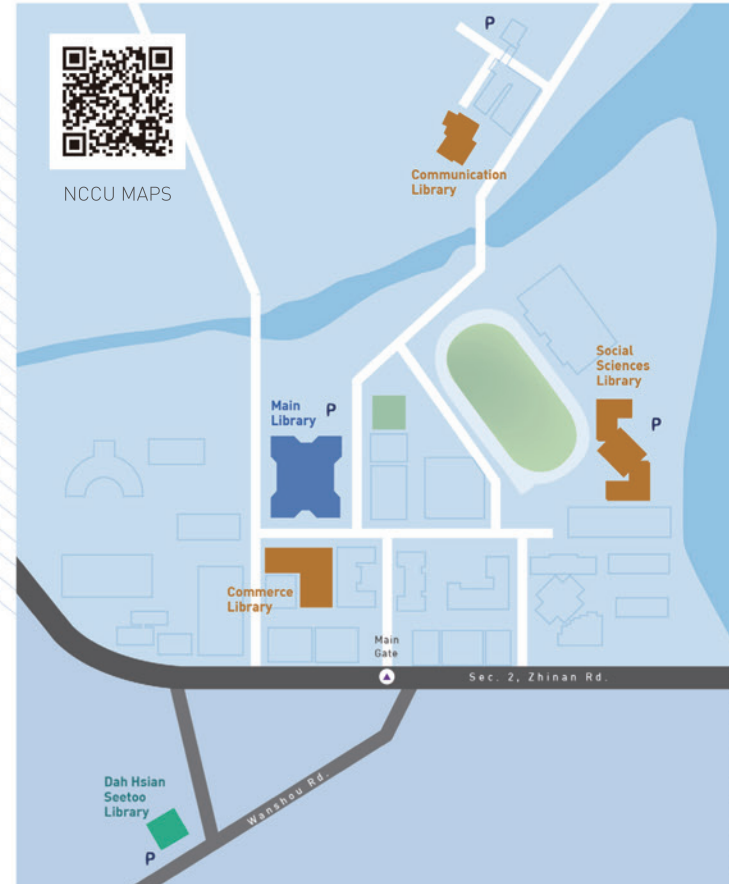 P
NCCU MAPS
Communication
Library
Social
Sciences
Library
P
Main
Library
P
Commerce
Library
Main
Gate
Sec. 2, Zhinan Rd.
Wanshou Rd.
Dah Hsian
Seetoo
Library
P